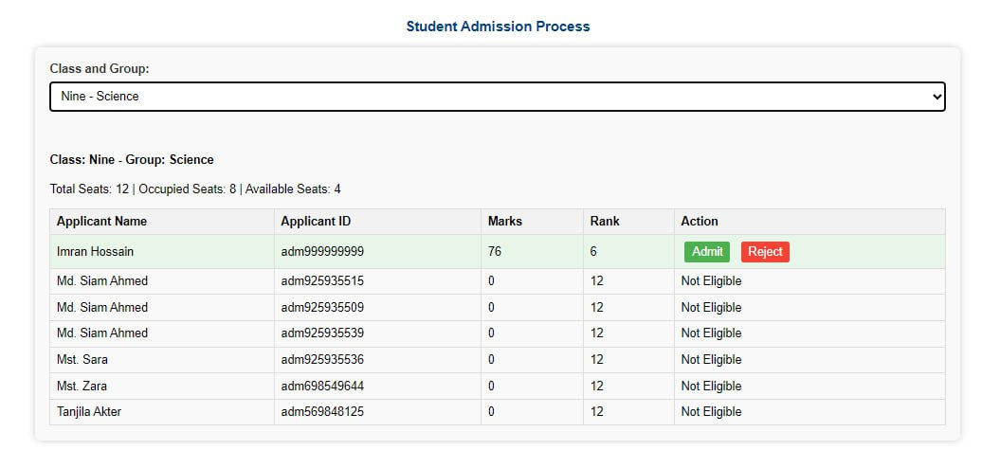 Student Admission Process
Class and Group:
Nine - Science
Class: Nine - Group: Science
Total Seats: 12 | Occupied Seats: 8 | Available Seats: 4
Applicant Name Applicant ID Marks Rank Action
Imran Hossain adm999999999 76 6 Admit Reject
Md. Siam Ahmed adm925935515 0 12 Not Eligible
Md. Siam Ahmed adm925935509 0 12 Not Eligible
Md. Siam Ahmed adm925935539 0 12 Not Eligible
Mst. Sara adm925935536 0 12 Not Eligible
Mst. Zara adm698549644 0 12 Not Eligible
Tanjila Akter adm569848125 0 12 Not Eligible